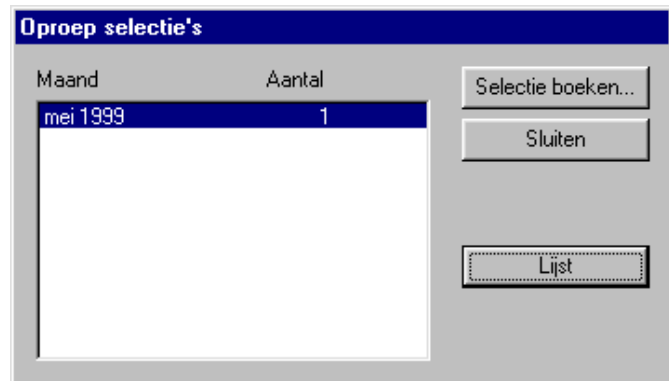 Oproep selectie's
Maand Aantal
Selectie boeken...
mei 1999 1
Sluiten
Lijst